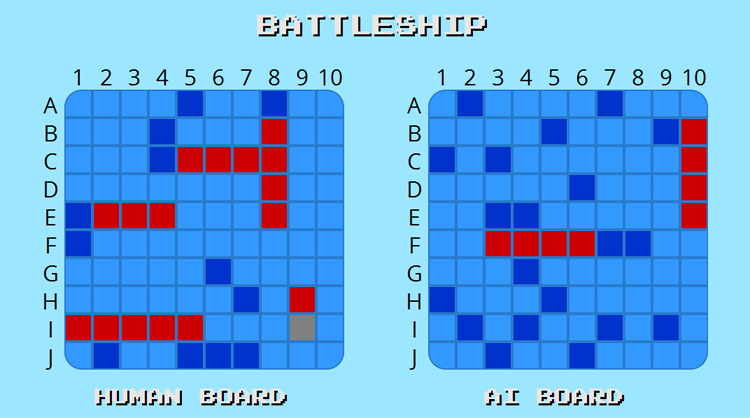 BATTLESHIP
1 2 3 4 5 6 7 8 9 10 1 2 3 4 5 6 7 8 9 10
A A
B B
C C
D D
E E
F F
G G
H H
I I
J J
HUMAN BOARD AI BOARD